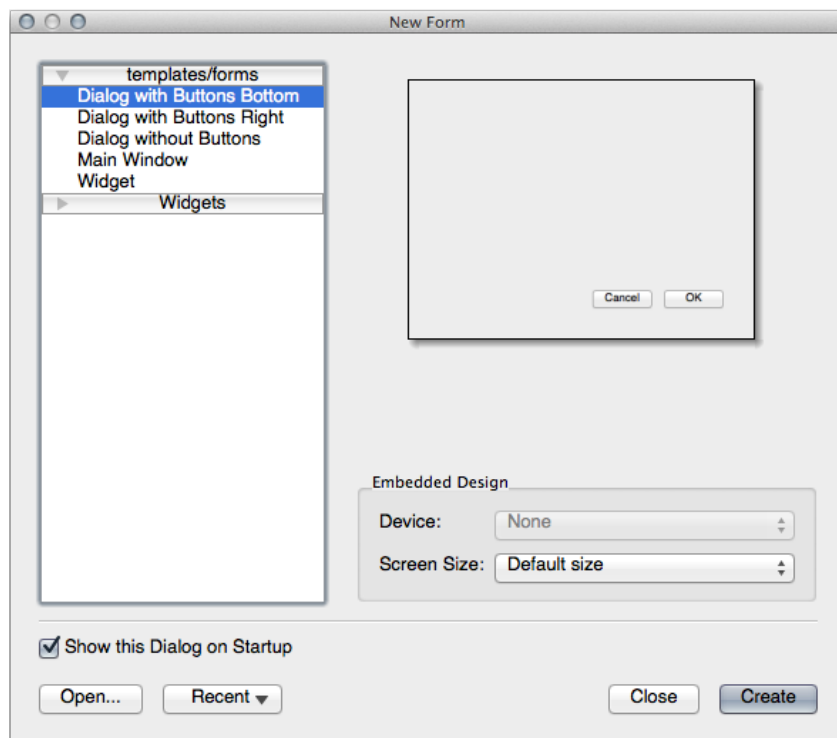 New Form
templates/forms
Dialog with Buttons Bottom
Dialog with Buttons Right
Dialog without Buttons
Main Window
Widget
Widgets
Cancel OK
Embedded Design
Device: None
Screen Size: Default size
Show this Dialog on Startup
Open... Recent Close Create